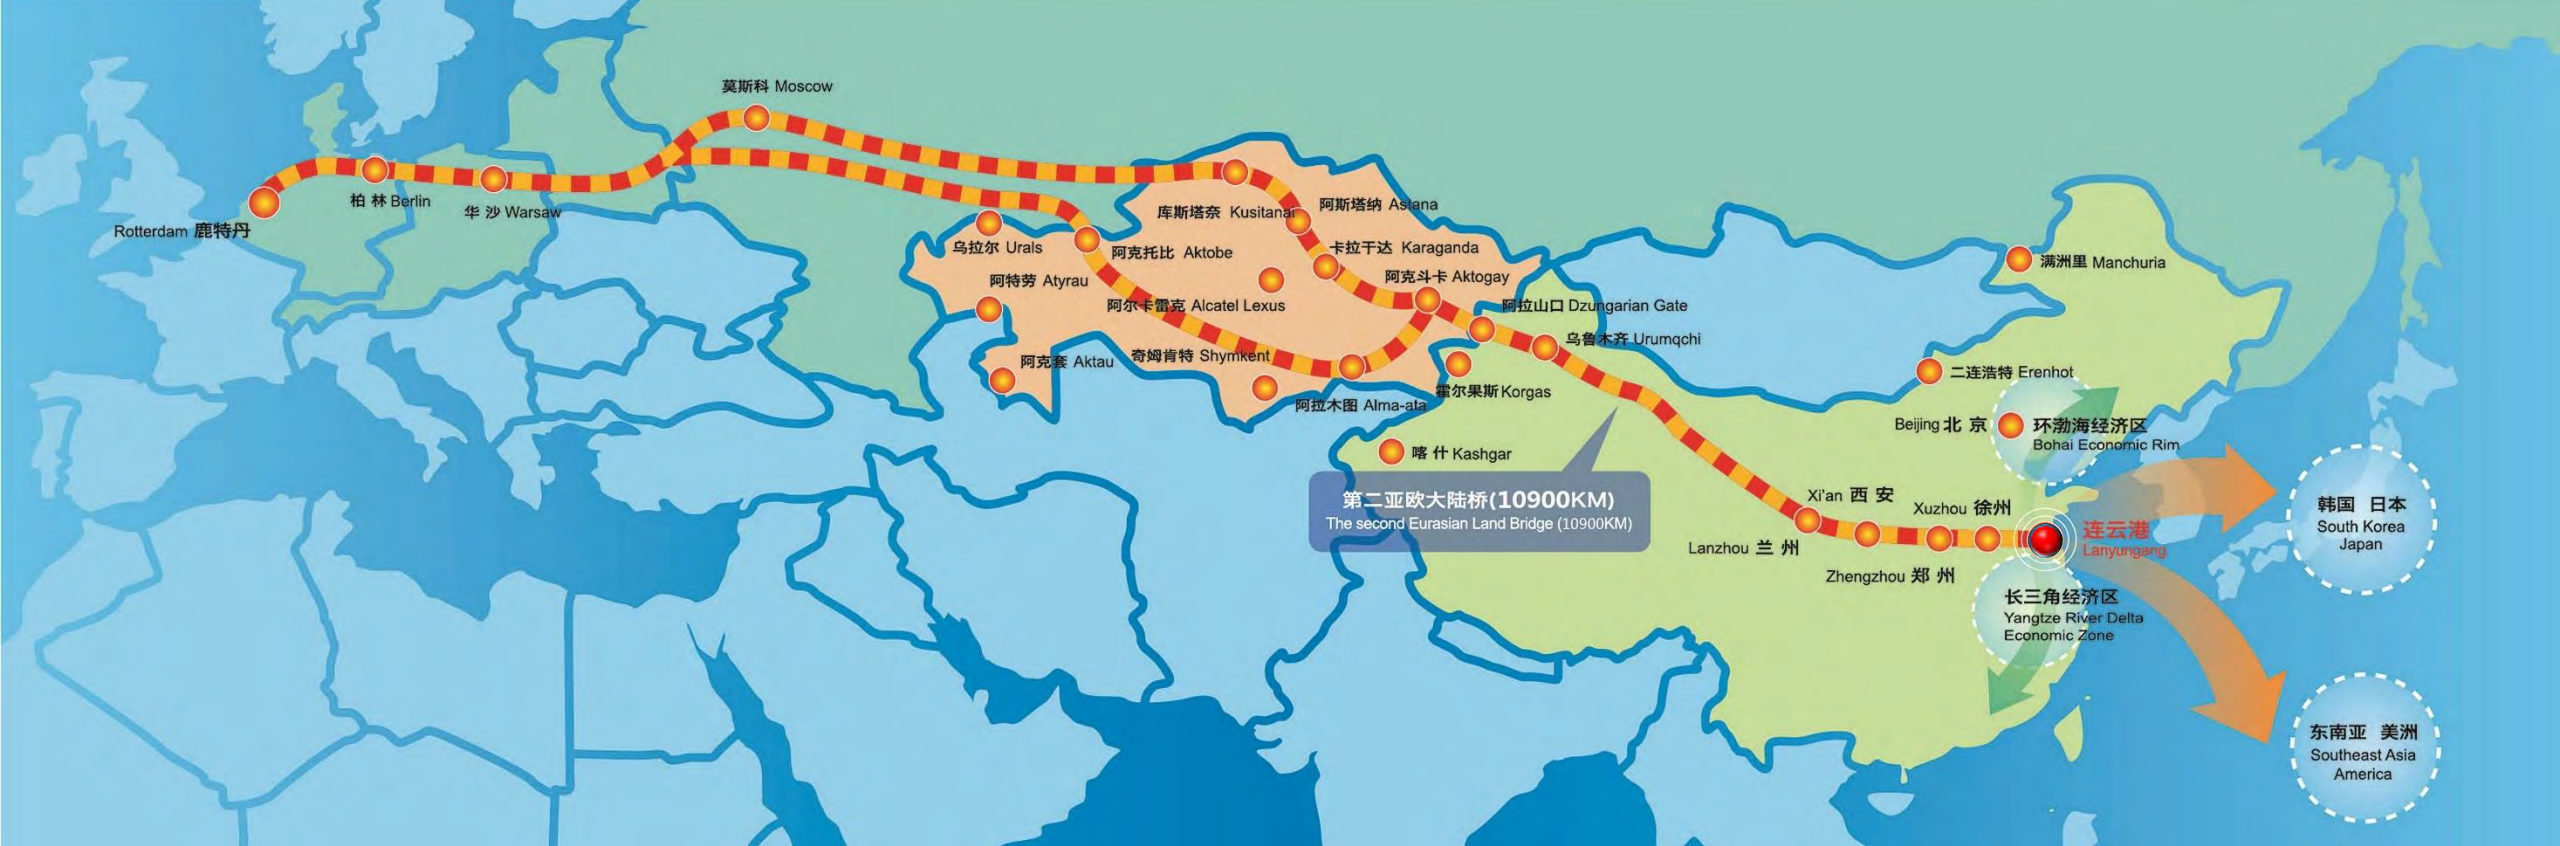 莫斯科 Moscow
柏 林 Berlin
华 沙 Warsaw
Rotterdam 鹿特丹
库斯塔奈 Kusitanai
阿斯塔纳 Astana
乌拉尔 Urals
阿克托比 Aktobe
卡拉干达 Karaganda
阿特劳 Atyrau
阿克斗卡 Aktogay
阿尔卡雷克 Alcatel Lexus
阿拉山口 Dzungarian Gate
乌鲁木齐 Urumqchi
阿克套 Aktau
奇姆肯特 Shymkent
阿拉木图 Alma-ata
霍尔果斯 Korgas
满洲里 Manchuria
二连浩特 Erenhot
Beijing 北 京
环渤海经济区
Bohai Economic Rim
喀 什 Kashgar
第二亚欧大陆桥(10900KM)
The second Eurasian Land Bridge (10900KM)
Xi'an 西 安
Xuzhou 徐州
Lanzhou 兰 州
Zhengzhou 郑 州
连云港
Lanyungang
长三角经济区
Yangtze River Delta
Economic Zone
韩国 日本
South Korea
Japan
东南亚 美洲
Southeast Asia
America